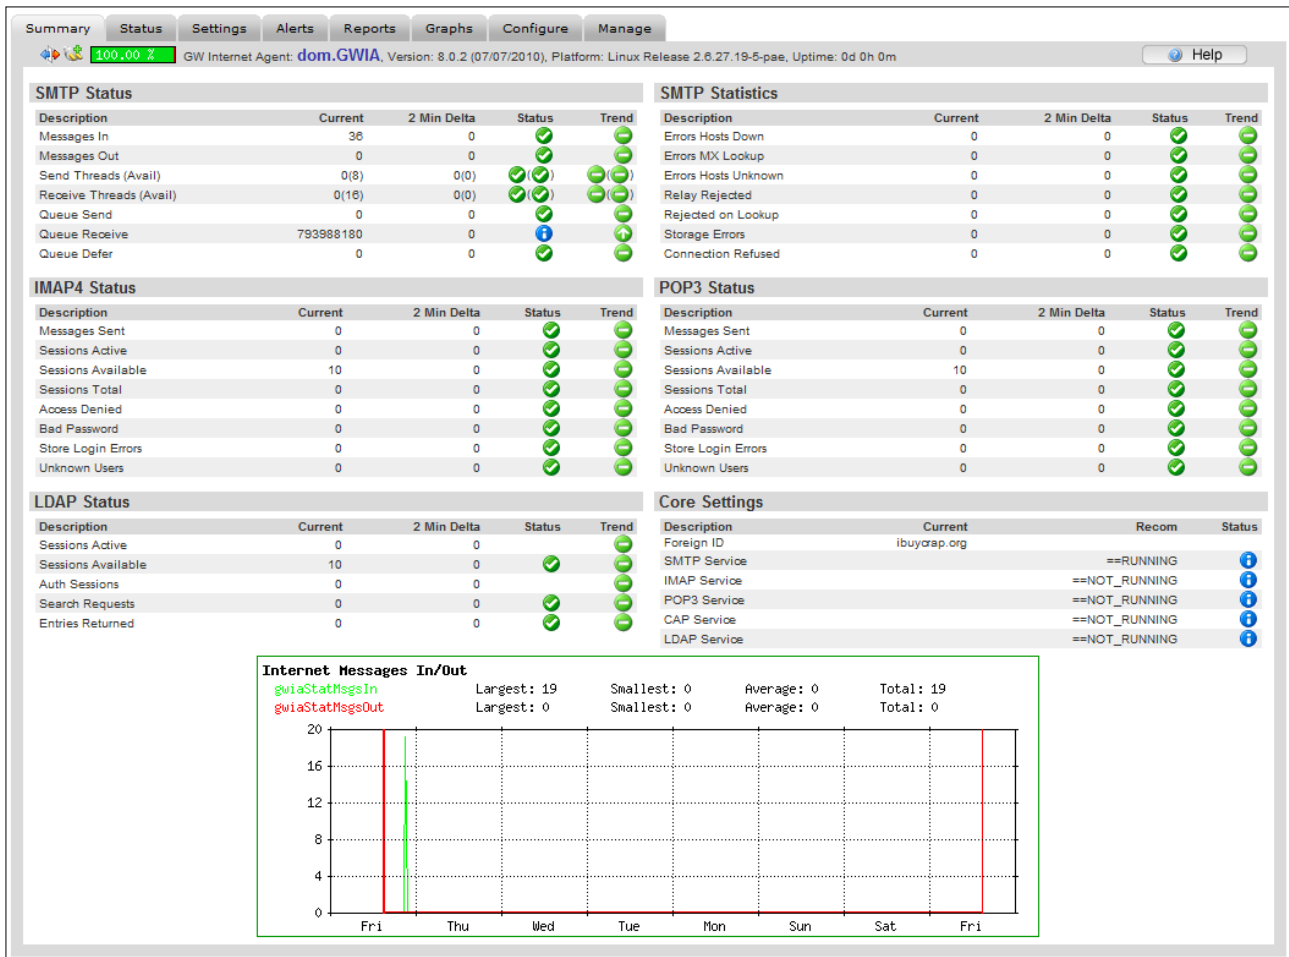 Summary Status Settings Alerts Reports Graphs Configure Manage
100.00 % GW Internet Agent: dom.GWIA, Version: 8.0.2 (07/07/2010), Platform: Linux Release 2.6.27.19-5-pae, Uptime: 0d 0h 0m Help
SMTP Status
Description Current 2 Min Delta Status Trend
Messages In 36 0
Messages Out 0 0
Send Threads (Avail) 0(8) 0(0) ( ) ( )
Receive Threads (Avail) 0(16) 0(0) ( ) ( )
Queue Send 0 0
Queue Receive 793988180 0
Queue Defer 0 0
SMTP Statistics
Description Current 2 Min Delta Status Trend
Errors Hosts Down 0 0
Errors MX Lookup 0 0
Errors Hosts Unknown 0 0
Relay Rejected 0 0
Rejected on Lookup 0 0
Storage Errors 0 0
Connection Refused 0 0
IMAP4 Status
Description Current 2 Min Delta Status Trend
Messages Sent 0 0
Sessions Active 0 0
Sessions Available 10 0
Sessions Total 0 0
Access Denied 0 0
Bad Password 0 0
Store Login Errors 0 0
Unknown Users 0 0
POP3 Status
Description Current 2 Min Delta Status Trend
Messages Sent 0 0
Sessions Active 0 0
Sessions Available 10 0
Sessions Total 0 0
Access Denied 0 0
Bad Password 0 0
Store Login Errors 0 0
Unknown Users 0 0
LDAP Status
Description Current 2 Min Delta Status Trend
Sessions Active 0 0
Sessions Available 10 0
Auth Sessions 0 0
Search Requests 0 0
Entries Returned 0 0
Core Settings
Description Current Recom Status
Foreign ID ibuycrap.org
SMTP Service ==RUNNING
IMAP Service ==NOT_RUNNING
POP3 Service ==NOT_RUNNING
CAP Service ==NOT_RUNNING
LDAP Service ==NOT_RUNNING
Internet Messages In/Out
gwiaStatMsgsIn Largest: 19 Smallest: 0 Average: 0 Total: 19
gwiaStatMsgsOut Largest: 0 Smallest: 0 Average: 0 Total: 0
20
16
12
8
4
0
Fri Thu Wed Tue Mon Sun Sat Fri